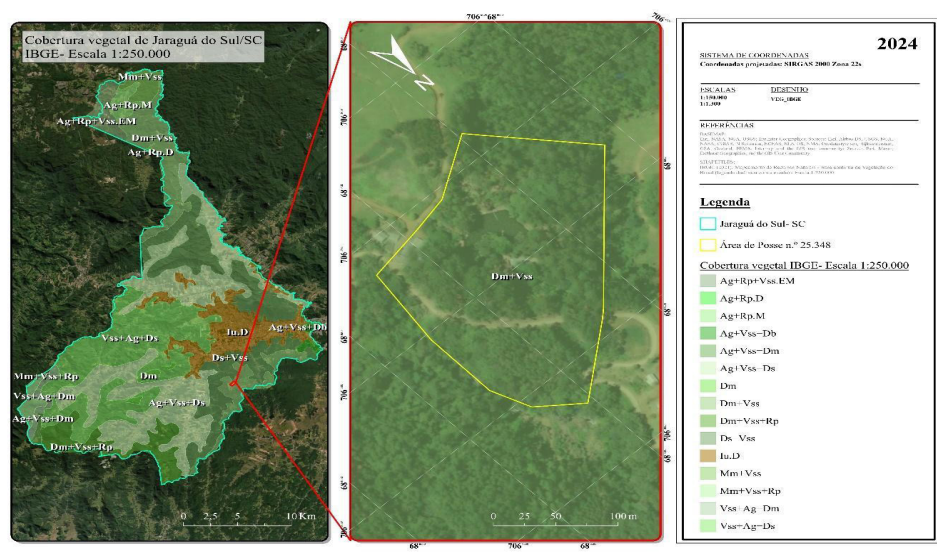 Cobertura vegetal de Jaraguá do Sul/SC
IBGE- Escala 1:250.000
Mm+Vss
Ag+Rp.M
Ag+Rp+Vss.EM
Dm+Vss
Ag+Rp.D
Iu.D
Ag+Vss+Db
Vss+Ag+Ds
Ds+Vss
Mm+Vss+Rp
Dm
Vss+Ag+Dm
Ag+Vss+Ds
Ag+Vss+Dm
Dm+Vss+Rp
0 2,5 5 10 Km
N
Dm+Vss
0 25 50 100 m
2024
SISTEMA DE COORDENADAS
Coordenadas projetadas: SIRGAS 2000 Zona 22s
ESCALAS
1:150.000
1:1.300
DESENHO
VEG_IBGE
REFERÊNCIAS
Legenda
Jaraguá do Sul- SC
Área de Posse n.º 25.348
Cobertura vegetal IBGE- Escala 1:250.000
Ag+Rp+Vss.EM
Ag+Rp.D
Ag+Rp.M
Ag+Vss+Db
Ag+Vss+Dm
Ag+Vss+Ds
Dm
Dm+Vss
Dm+Vss+Rp
Ds+Vss
Iu.D
Mm+Vss
Mm+Vss+Rp
Vss+Ag+Dm
Vss+Ag+Ds